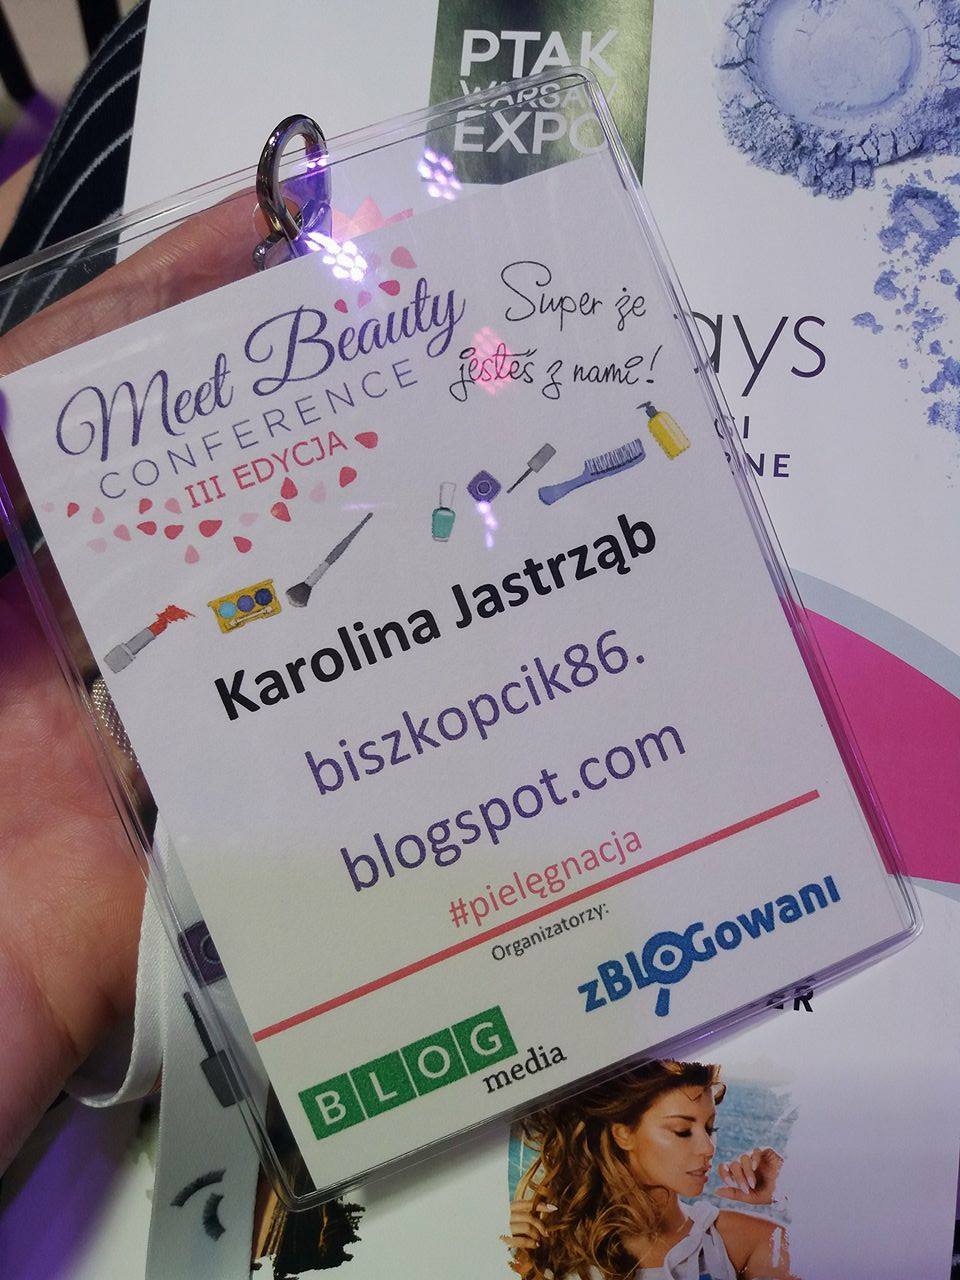 PTAK
WARSAW
EXPO
Meet Beauty
CONFERENCE
III EDYCJA
Super że
jesteś z nami!
Karolina Jastrząb
biszkopcik86.
blogspot.com
#pielęgnacja
Organizatorzy:
zBLOGowani
BLOG
media